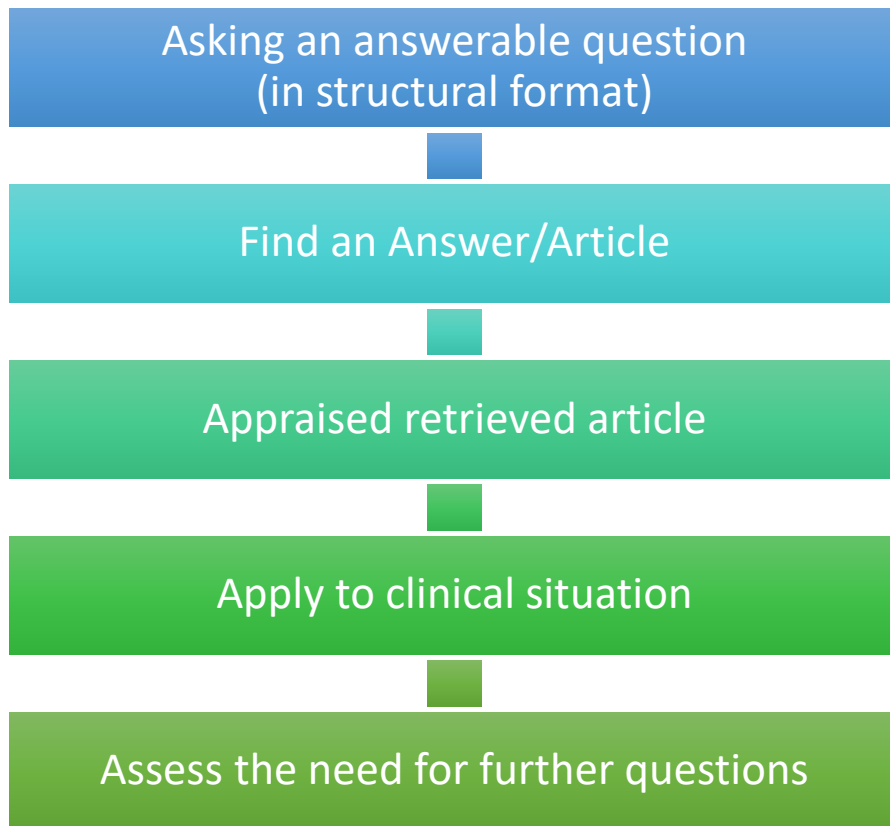 Asking an answerable question
(in structural format)
Find an Answer/Article
Appraised retrieved article
Apply to clinical situation
Assess the need for further questions